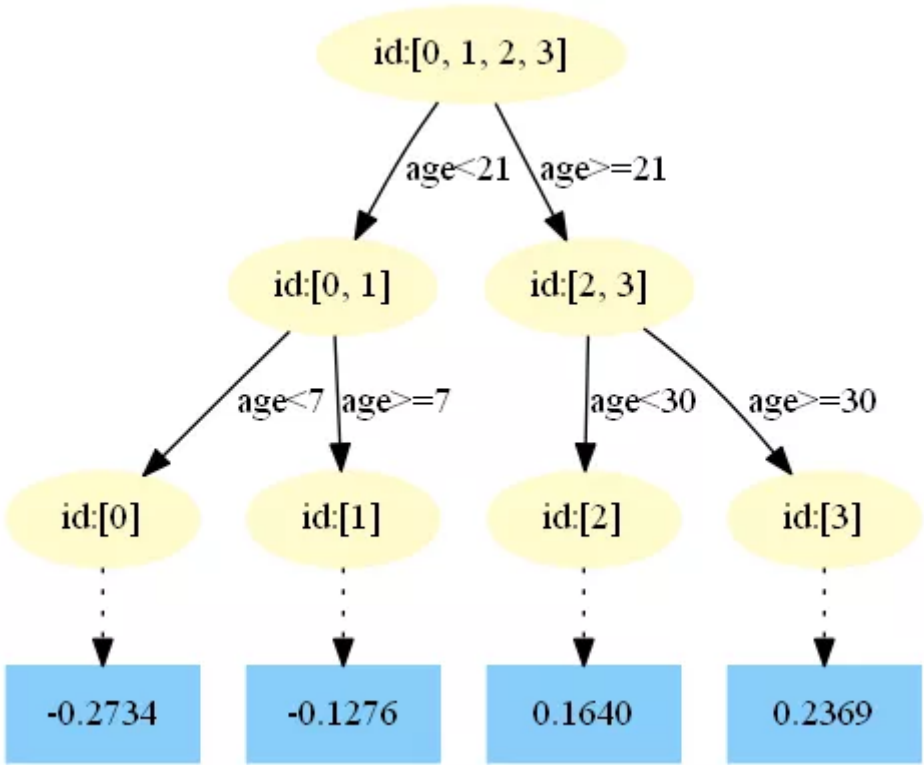 id:[0, 1, 2, 3]
age<21
age>=21
id:[0, 1]
id:[2, 3]
age<7
age>=7
age<30
age>=30
id:[0]
id:[1]
id:[2]
id:[3]
-0.2734
-0.1276
0.1640
0.2369